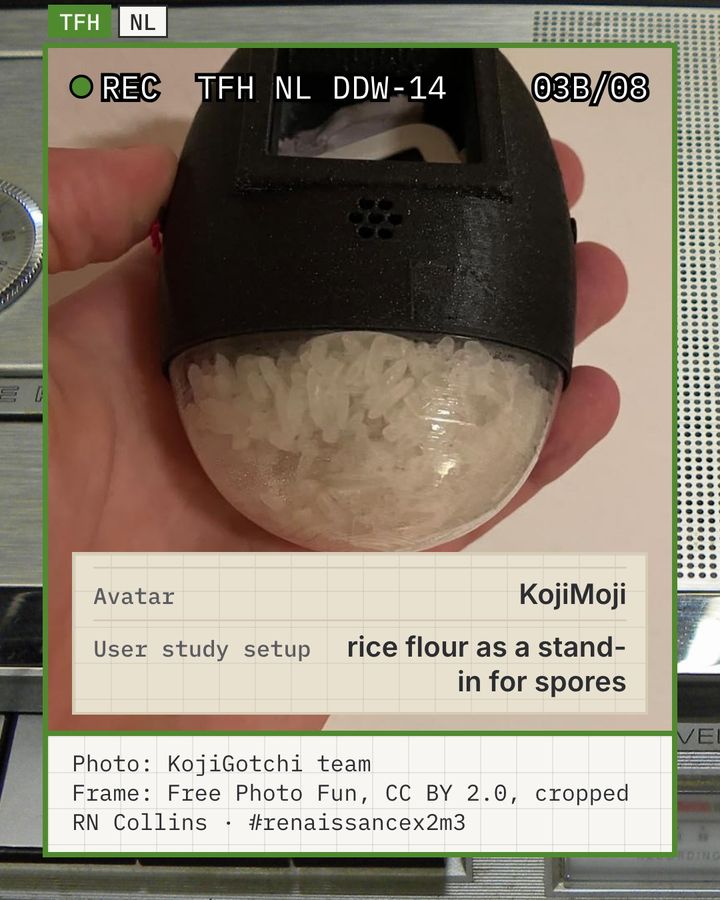 TFH NL
REC TFH NL DDW-14 03B/08
Avatar KojiMoji
User study setup rice flour as a stand-
in for spores
Photo: KojiGotchi team
Frame: Free Photo Fun, CC BY 2.0, cropped
RN Collins · #renaissancex2m3